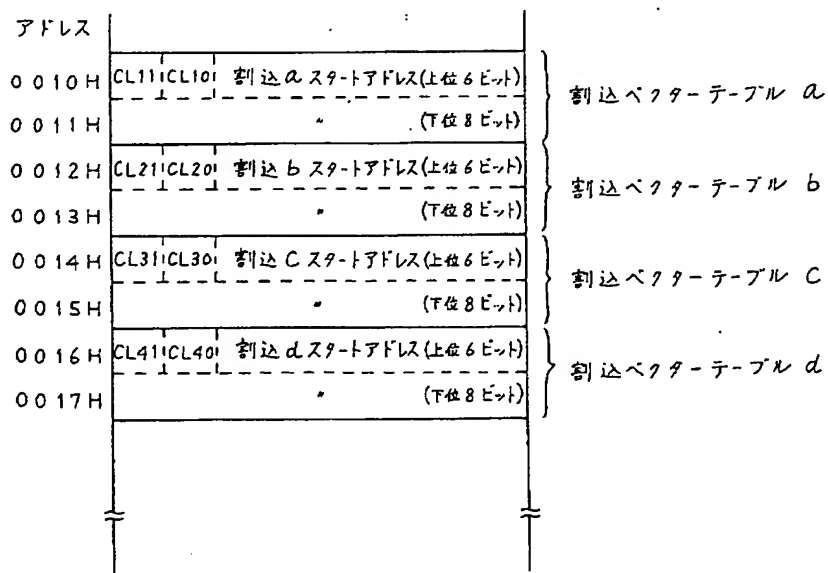 アドレス
0010H CL11 CL10 割込a スタートアドレス(上位6ビット)
0011H 〃 (下位8ビット)
割込ベクターテーブル a
0012H CL21 CL20 割込b スタートアドレス(上位6ビット)
0013H 〃 (下位8ビット)
割込ベクターテーブル b
0014H CL31 CL30 割込C スタートアドレス(上位6ビット)
0015H 〃 (下位8ビット)
割込ベクターテーブル C
0016H CL41 CL40 割込d スタートアドレス(上位6ビット)
0017H 〃 (下位8ビット)
割込ベクターテーブル d